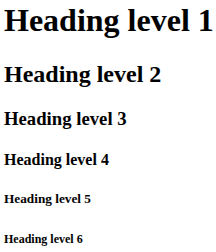 Heading level 1
Heading level 2
Heading level 3
Heading level 4
Heading level 5
Heading level 6